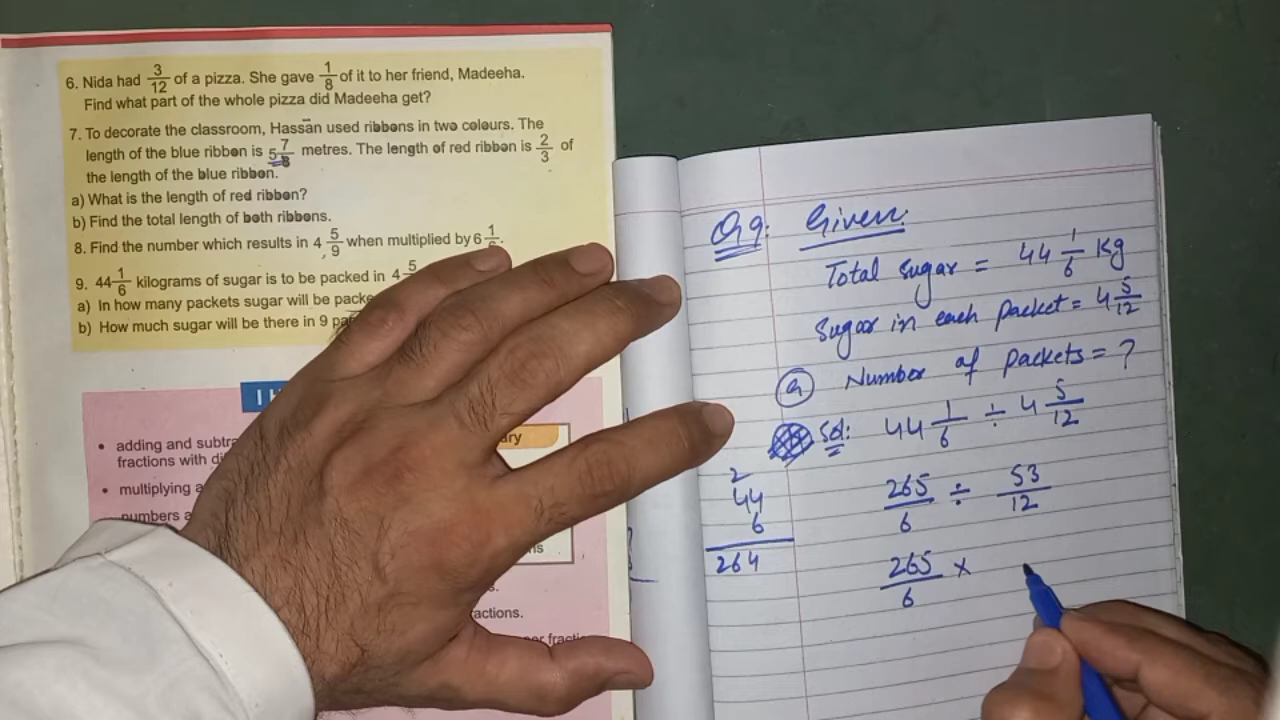 6. Nida had 3/12 of a pizza. She gave 1/8 of it to her friend, Madeeha.
Find what part of the whole pizza did Madeeha get?
7. To decorate the classroom, Hassan used ribbons in two colours. The
length of the blue ribbon is 5 7/8 metres. The length of red ribbon is 2/3 of
the length of the blue ribbon.
a) What is the length of red ribbon?
b) Find the total length of both ribbons.
8. Find the number which results in 4 5/9 when multiplied by 6 1/
9. 44 1/6 kilograms of sugar is to be packed in 4 5
a) In how many packets sugar will be packe
b) How much sugar will be there in 9 pa
I H
adding and subtr
fractions with di
multiplying a
numbers a
ary
ns
s.
actions.
Q9: Given:
Total sugar = 44 1/6 Kg
Sugar in each packet = 4 5/12
a Number of packets = ?
Sol: 44 1/6 ÷ 4 5/12
265/6 ÷ 53/12
265/6 ×
2
44
6
264